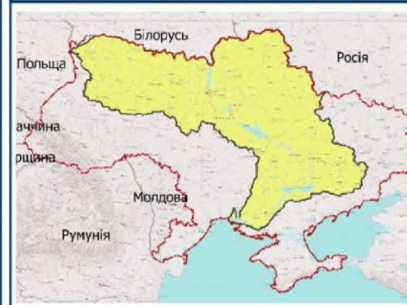 Білорусь
Польща
Росія
аччина
рщина
Молдова
Румунія